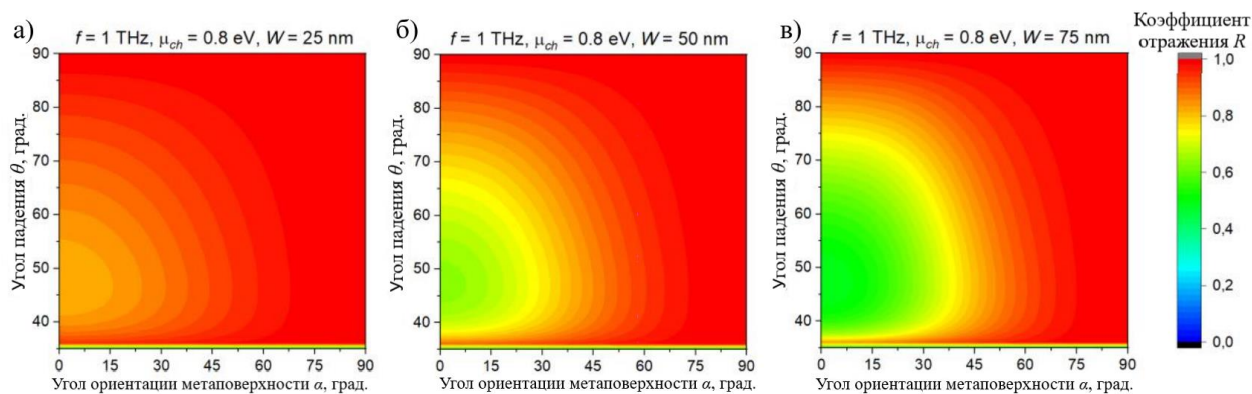 а) f = 1 THz, μch = 0.8 eV, W = 25 nm
90
80
70
60
50
40
0 15 30 45 60 75 90
Угол падения θ, град.
Угол ориентации метаповерхности α, град.
б) f = 1 THz, μch = 0.8 eV, W = 50 nm
90
80
70
60
50
40
0 15 30 45 60 75 90
Угол падения θ, град.
Угол ориентации метаповерхности α, град.
в) f = 1 THz, μch = 0.8 eV, W = 75 nm
90
80
70
60
50
40
0 15 30 45 60 75 90
Угол падения θ, град.
Угол ориентации метаповерхности α, град.
Коэффициент
отражения R
1,0
0,8
0,6
0,4
0,2
0,0